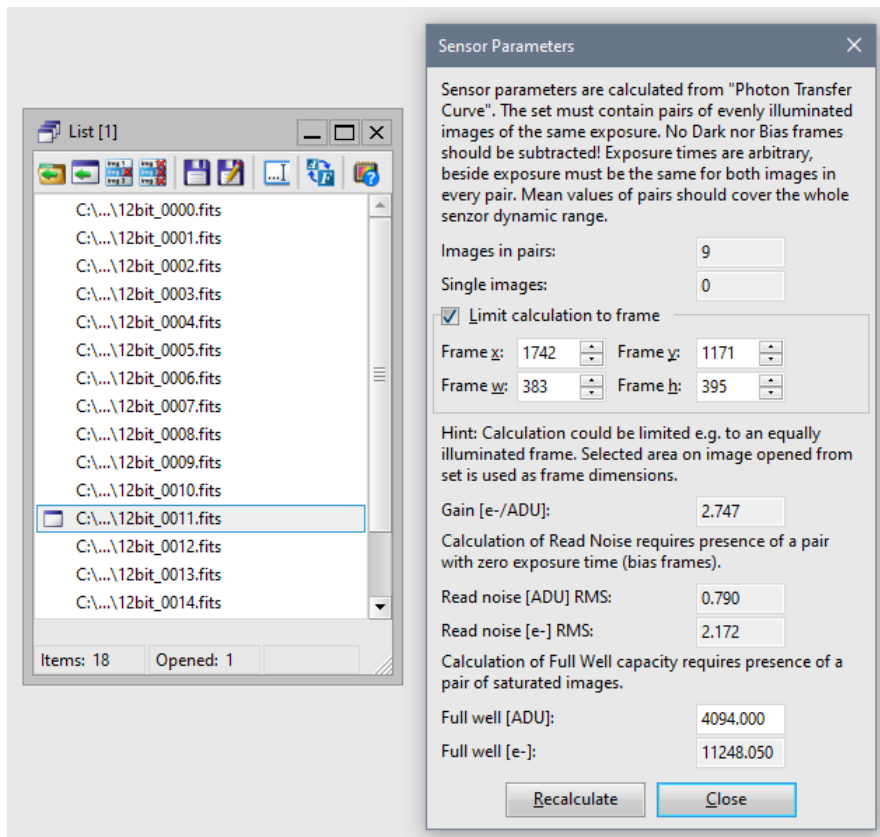 List [1]
C:\...\12bit_0000.fits
C:\...\12bit_0001.fits
C:\...\12bit_0002.fits
C:\...\12bit_0003.fits
C:\...\12bit_0004.fits
C:\...\12bit_0005.fits
C:\...\12bit_0006.fits
C:\...\12bit_0007.fits
C:\...\12bit_0008.fits
C:\...\12bit_0009.fits
C:\...\12bit_0010.fits
C:\...\12bit_0011.fits
C:\...\12bit_0012.fits
C:\...\12bit_0013.fits
C:\...\12bit_0014.fits
Items: 18 Opened: 1
Sensor Parameters
Sensor parameters are calculated from "Photon Transfer
Curve". The set must contain pairs of evenly illuminated
images of the same exposure. No Dark nor Bias frames
should be subtracted! Exposure times are arbitrary,
beside exposure must be the same for both images in
every pair. Mean values of pairs should cover the whole
senzor dynamic range.
Images in pairs: 9
Single images: 0
Limit calculation to frame
Frame x: 1742 Frame y: 1171
Frame w: 383 Frame h: 395
Hint: Calculation could be limited e.g. to an equally
illuminated frame. Selected area on image opened from
set is used as frame dimensions.
Gain [e-/ADU]: 2.747
Calculation of Read Noise requires presence of a pair
with zero exposure time (bias frames).
Read noise [ADU] RMS: 0.790
Read noise [e-] RMS: 2.172
Calculation of Full Well capacity requires presence of a
pair of saturated images.
Full well [ADU]: 4094.000
Full well [e-]: 11248.050
Recalculate Close